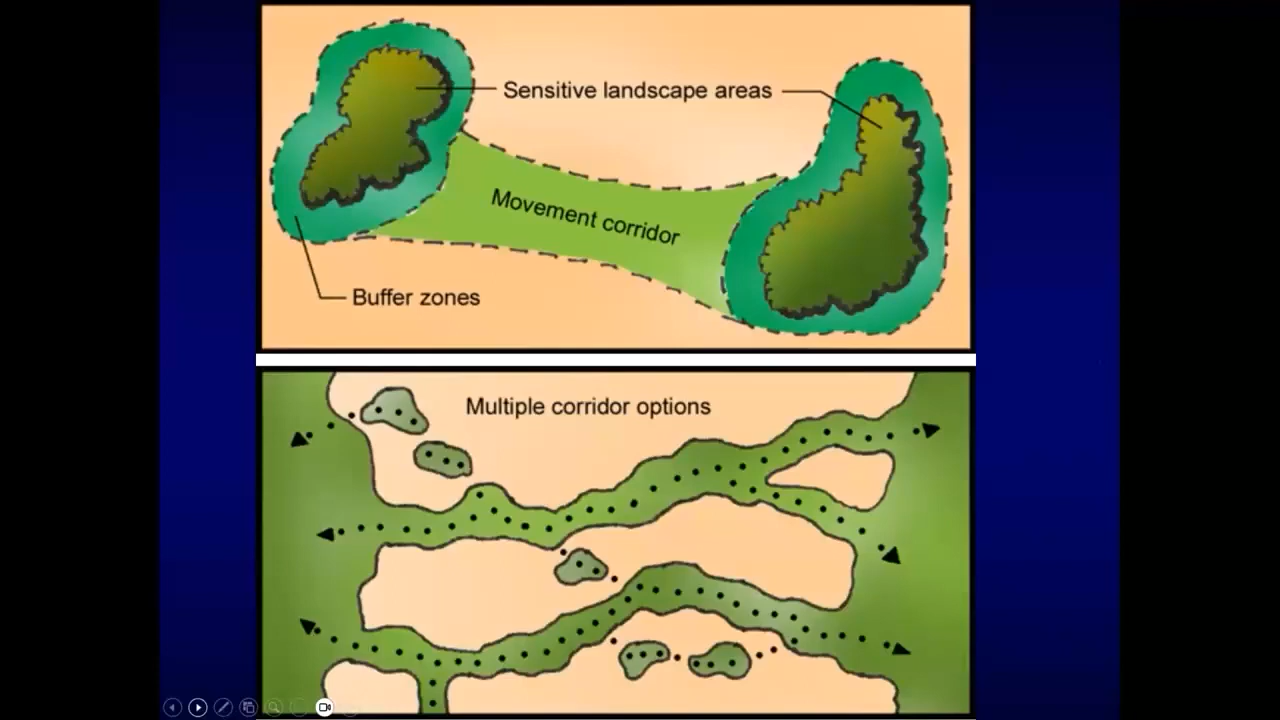 Sensitive landscape areas
Movement corridor
Buffer zones
Multiple corridor options